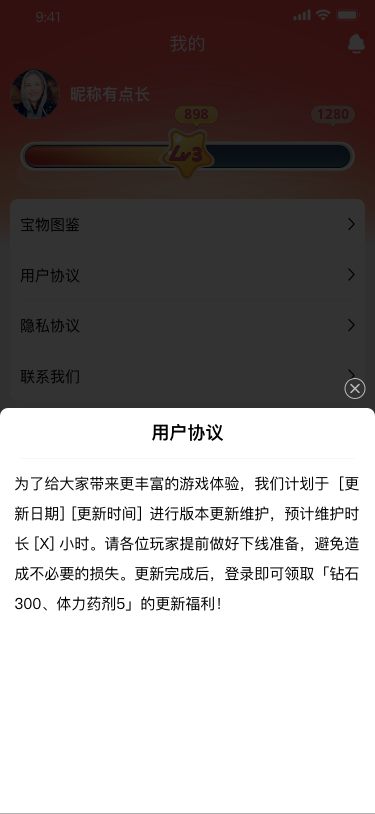 9:41
我的
昵称有点长
898
1280
Lv3
宝物图鉴
用户协议
隐私协议
联系我们
用户协议
为了给大家带来更丰富的游戏体验，我们计划于［更
新日期］［更新时间］进行版本更新维护，预计维护时
长 [X] 小时。请各位玩家提前做好下线准备，避免造
成不必要的损失。更新完成后，登录即可领取「钻石
300、体力药剂5」的更新福利！